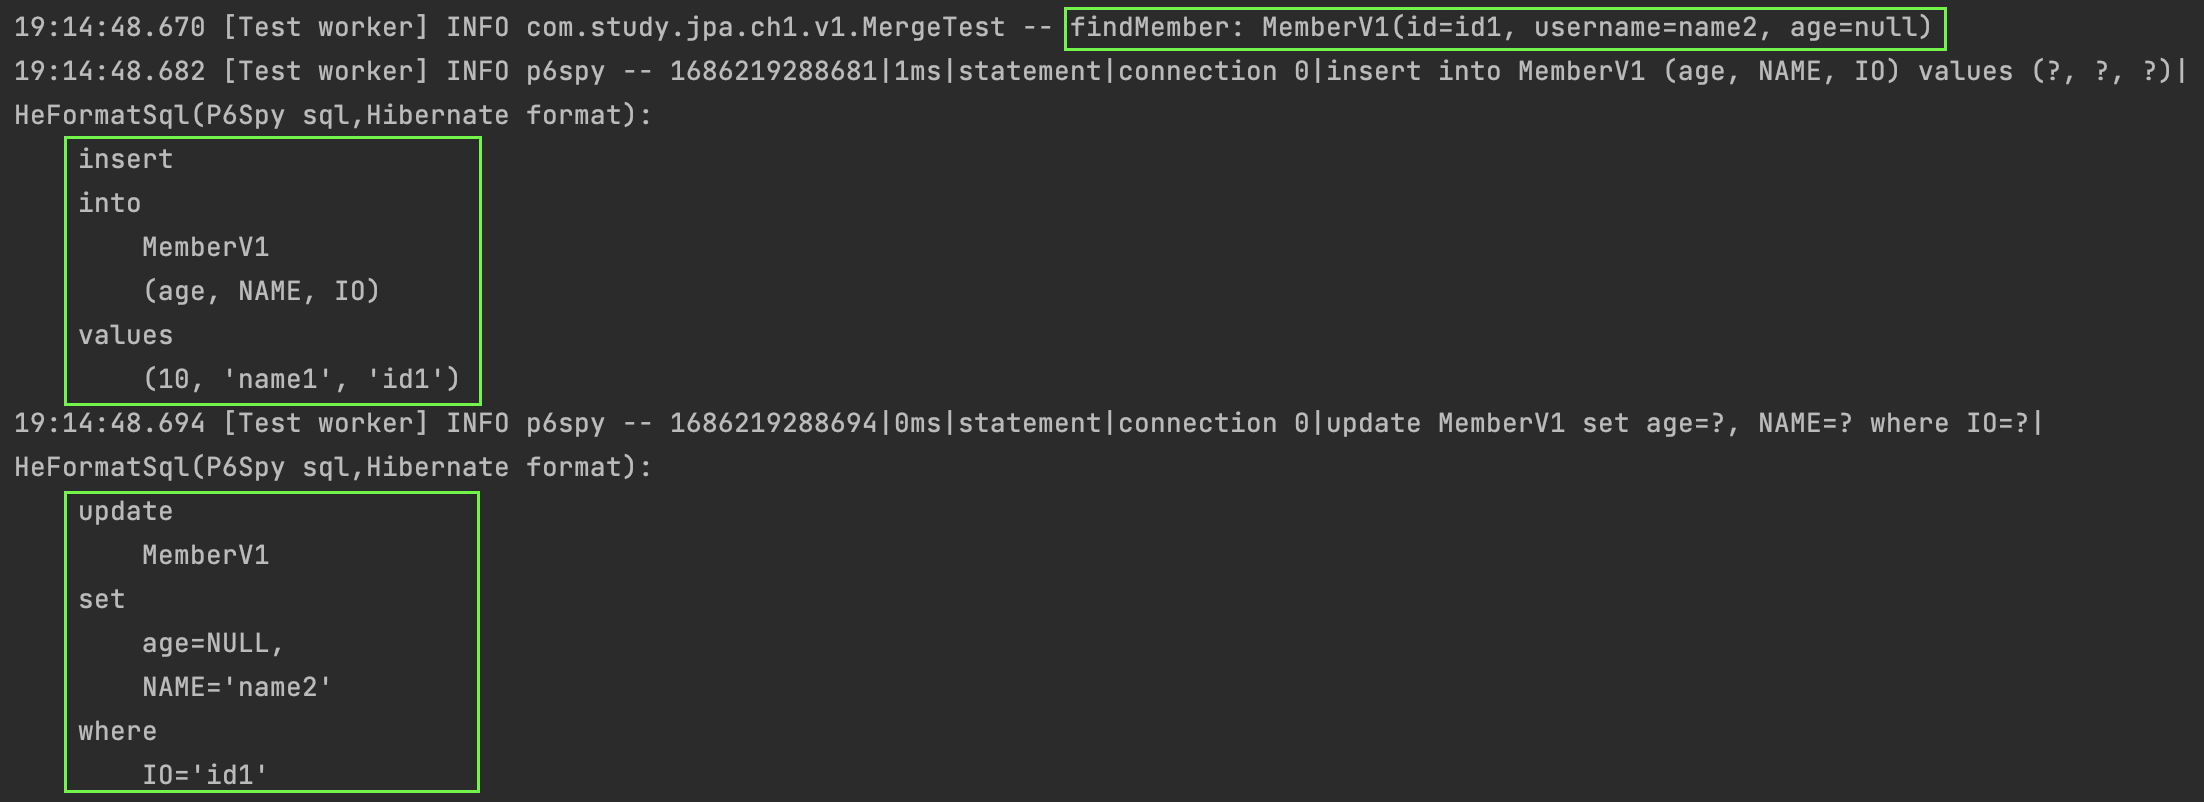 19:14:48.670 [Test worker] INFO com.study.jpa.ch1.v1.MergeTest -- findMember: MemberV1(id=id1, username=name2, age=null)
19:14:48.682 [Test worker] INFO p6spy -- 1686219288681|1ms|statement|connection 0|insert into MemberV1 (age, NAME, IO) values (?, ?, ?)|
HeFormatSql(P6Spy sql,Hibernate format):
insert
into
MemberV1
(age, NAME, IO)
values
(10, 'name1', 'id1')
19:14:48.694 [Test worker] INFO p6spy -- 1686219288694|0ms|statement|connection 0|update MemberV1 set age=?, NAME=? where IO=?|
HeFormatSql(P6Spy sql,Hibernate format):
update
MemberV1
set
age=NULL,
NAME='name2'
where
IO='id1'